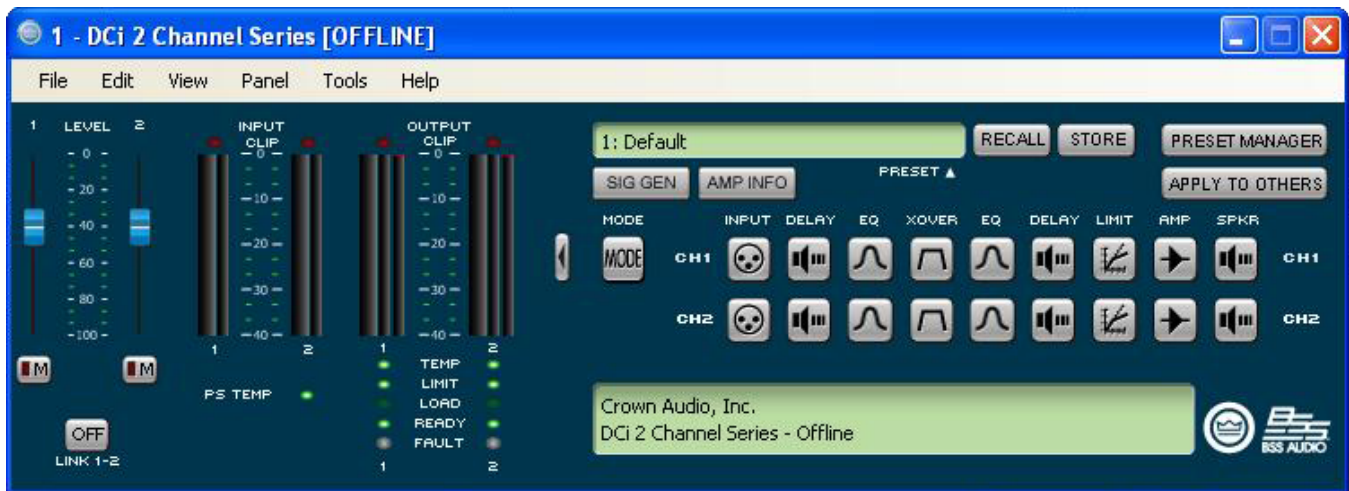 1 - DCi 2 Channel Series [OFFLINE]
File Edit View Panel Tools Help
1 LEVEL 2
- 0 -
- 20 -
- 40 -
- 60 -
- 80 -
-100 -
M M
OFF
LINK 1-2
INPUT
CLIP
- 0 -
-10-
-20-
-30-
-40-
1 2
PS TEMP
OUTPUT
CLIP
- 0 -
-10-
-20-
-30-
-40-
1 2
TEMP
LIMIT
LOAD
READY
FAULT
1 2
1: Default
RECALL STORE PRESET MANAGER
SIG GEN AMP INFO PRESET APPLY TO OTHERS
MODE INPUT DELAY EQ XOVER EQ DELAY LIMIT AMP SPKR
MODE CH1 CH1
CH2 CH2
Crown Audio, Inc.
DCi 2 Channel Series - Offline
BSS AUDIO